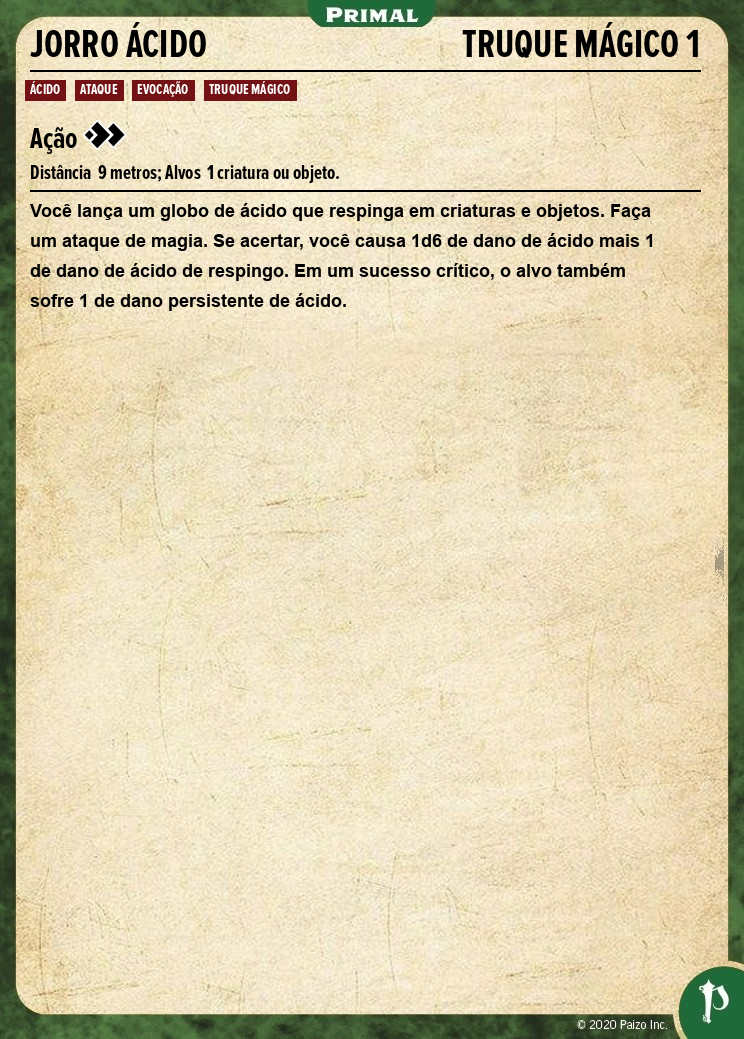 PRIMAL
JORRO ÁCIDO TRUQUE MÁGICO 1
ÁCIDO ATAQUE EVOCAÇÃO TRUQUE MÁGICO
Ação
Distância 9 metros; Alvos 1 criatura ou objeto.
Você lança um globo de ácido que respinga em criaturas e objetos. Faça
um ataque de magia. Se acertar, você causa 1d6 de dano de ácido mais 1
de dano de ácido de respingo. Em um sucesso crítico, o alvo também
sofre 1 de dano persistente de ácido.
© 2020 Paizo Inc.
P